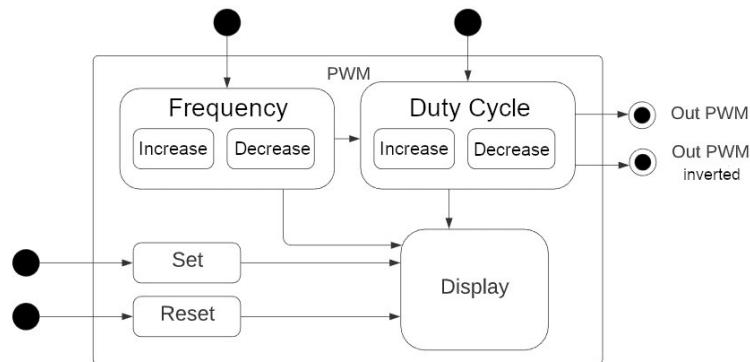 PWM
Frequency
Increase
Decrease
Duty Cycle
Increase
Decrease
Out PWM
Out PWM
inverted
Set
Reset
Display